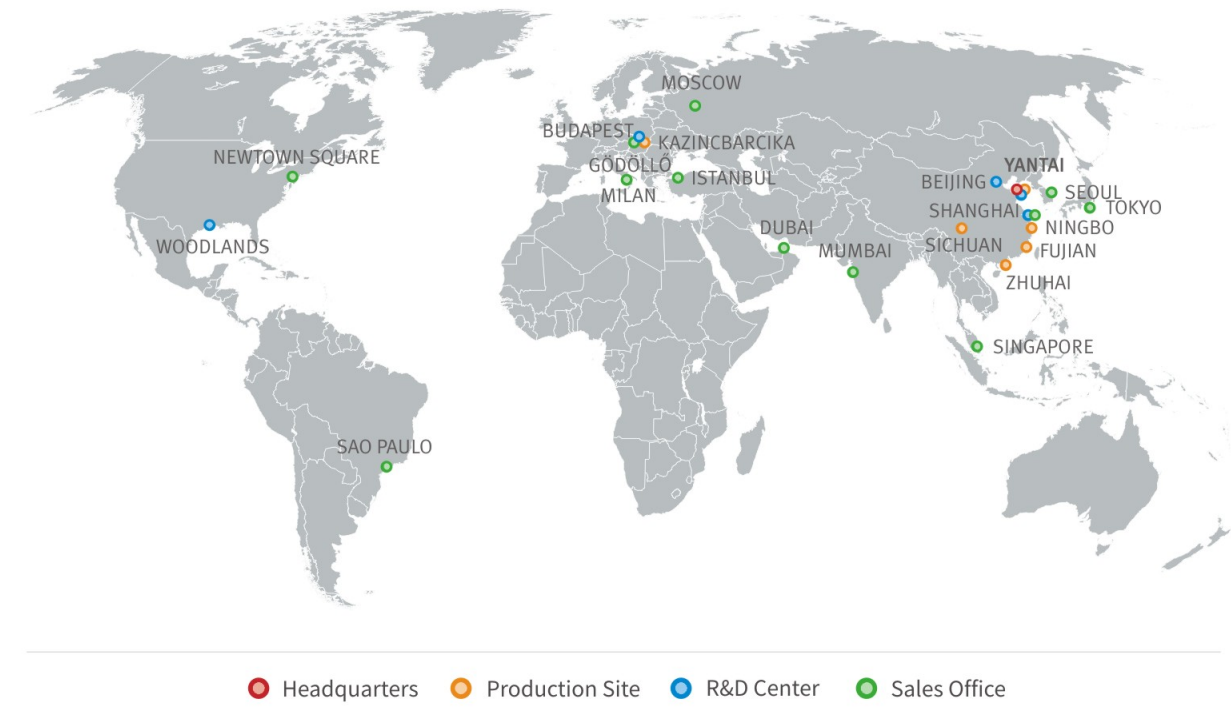 MOSCOW
BUDAPEST
KAZINCBARCIKA
NEWTOWN SQUARE
GÖDÖLLŐ
YANTAI
ISTANBUL
BEIJING
SEOUL
MILAN
SHANGHAI
TOKYO
DUBAI
NINGBO
WOODLANDS
MUMBAI
SICHUAN
FUJIAN
ZHUHAI
SINGAPORE
SAO PAULO
Headquarters
Production Site
R&D Center
Sales Office